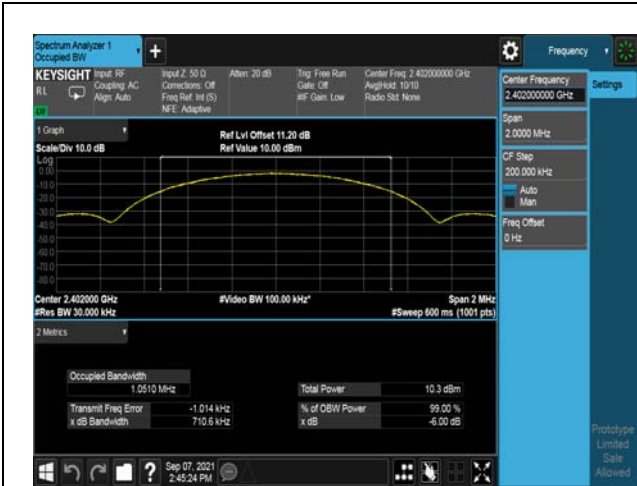 Spectrum Analyzer 1
Occupied BW
Frequency
KEYSIGHT
RL
Input: RF
Coupling: AC
Align: Auto
Input Z: 50 Ω
Corrections: Off
Freq Ref: Int (S)
NFE: Adaptive
Atten: 20 dB
Trig: Free Run
Gate: Off
#IF Gain: Low
Center Freq: 2.402000000 GHz
Avg|Hold: 10/10
Radio Std: None
Center Frequency
2.402000000 GHz
Settings
Span
2.0000 MHz
CF Step
200.000 kHz
Auto
Man
Freq Offset
0 Hz
1 Graph
Scale/Div 10.0 dB
Ref Lvl Offset 11.20 dB
Ref Value 10.00 dBm
Log
0.00
-10.0
-20.0
-30.0
-40.0
-50.0
-60.0
-70.0
-80.0
Center 2.402000 GHz
#Res BW 30.000 kHz
#Video BW 100.00 kHz*
Span 2 MHz
#Sweep 600 ms (1001 pts)
2 Metrics
Occupied Bandwidth
1.0510 MHz
Total Power 10.3 dBm
Transmit Freq Error -1.014 kHz
% of OBW Power 99.00 %
x dB Bandwidth 710.6 kHz
x dB -6.00 dB
Prototype
Limited
Sale
Allowed
?
Sep 07, 2021
2:45:24 PM